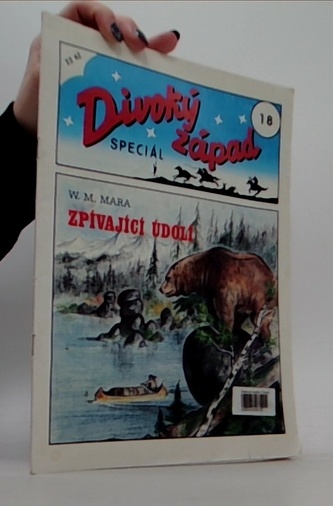 Divoký
západ
SPECIÁL
18
W. M. MARA
ZPÍVAJÍCÍ ÚDOLÍ